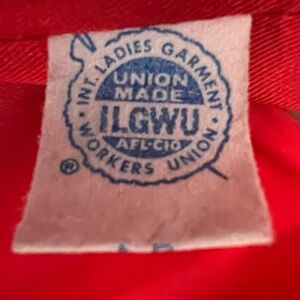 INT. LADIES GARMENT
WORKERS UNION
UNION
MADE
ILGWU
AFL-CIO
®